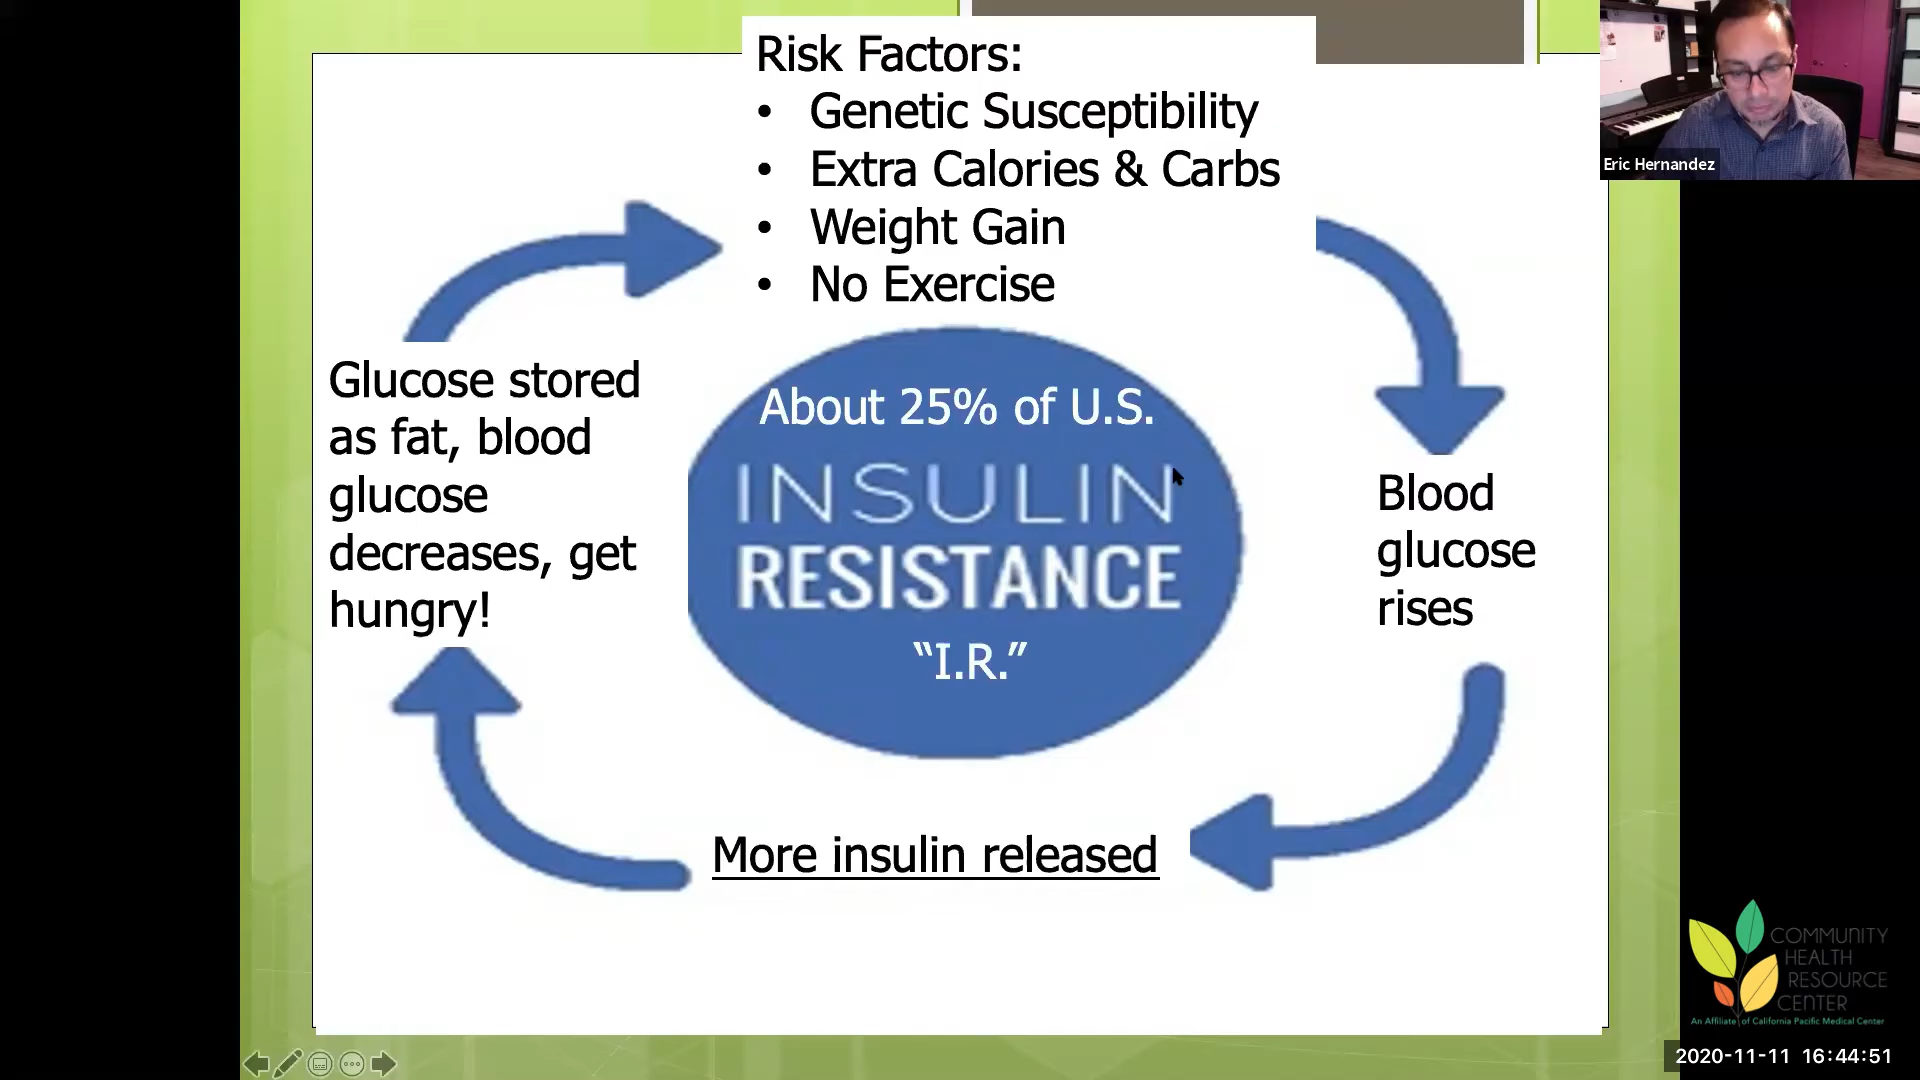 Risk Factors:
• Genetic Susceptibility
• Extra Calories & Carbs
• Weight Gain
• No Exercise
Eric Hernandez
Glucose stored
as fat, blood
glucose
decreases, get
hungry!
About 25% of U.S.
INSULIN
RESISTANCE
“I.R.”
Blood
glucose
rises
More insulin released
COMMUNITY
HEALTH
RESOURCE
CENTER
An Affiliate of California Pacific Medical Center
2020-11-11 16:44:51